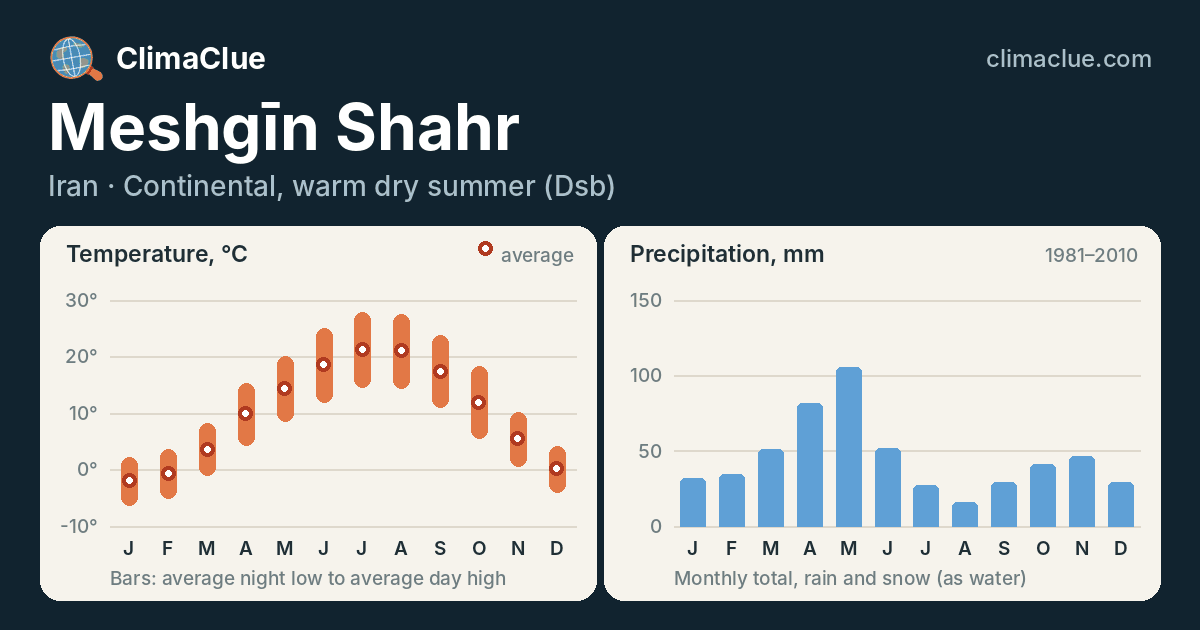 ClimaClue
climaclue.com
Meshgīn Shahr
Iran · Continental, warm dry summer (Dsb)
Temperature, °C
average
30°
20°
10°
0°
-10°
J F M A M J J A S O N D
Bars: average night low to average day high
Precipitation, mm
1981–2010
150
100
50
0
J F M A M J J A S O N D
Monthly total, rain and snow (as water)